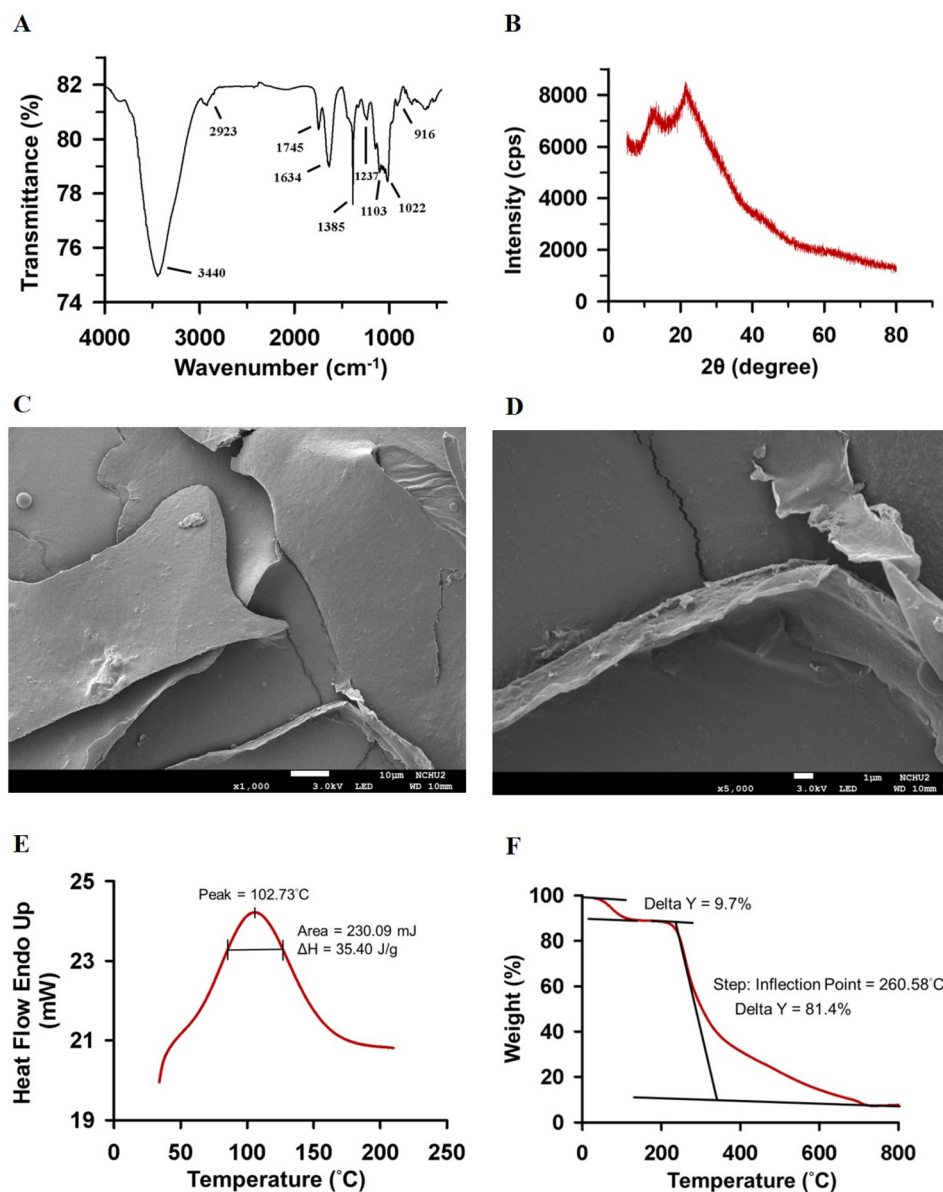 A
82
80
78
76
74
Transmittance (%)
2923
1745
1634
1385
1237
1103
1022
916
3440
4000
3000
2000
1000
Wavenumber (cm⁻¹)
B
8000
6000
4000
2000
0
Intensity (cps)
0
20
40
60
80
2θ (degree)
C
10µm NCHU2
x1,000 3.0kV LED WD 10mm
D
1µm NCHU2
x5,000 3.0kV LED WD 10mm
E
25
23
21
19
Heat Flow Endo Up
(mW)
Peak = 102.73°C
Area = 230.09 mJ
ΔH = 35.40 J/g
0
50
100
150
200
250
Temperature (°C)
F
100
80
60
40
20
0
Weight (%)
Delta Y = 9.7%
Step: Inflection Point = 260.58°C
Delta Y = 81.4%
0
200
400
600
800
Temperature (°C)